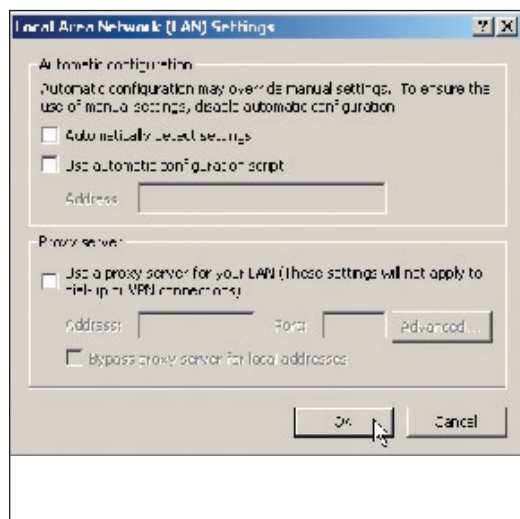 Local Area Network (LAN) Settings
Automatic configuration
Automatic configuration may override manual settings. To ensure the
use of manual settings, disable automatic configuration.
Automatically detect settings
Use automatic configuration script
Address
Proxy server
Use a proxy server for your LAN (These settings will not apply to
dial-up or VPN connections).
Address: Port: Advanced...
Bypass proxy server for local addresses
OK Cancel